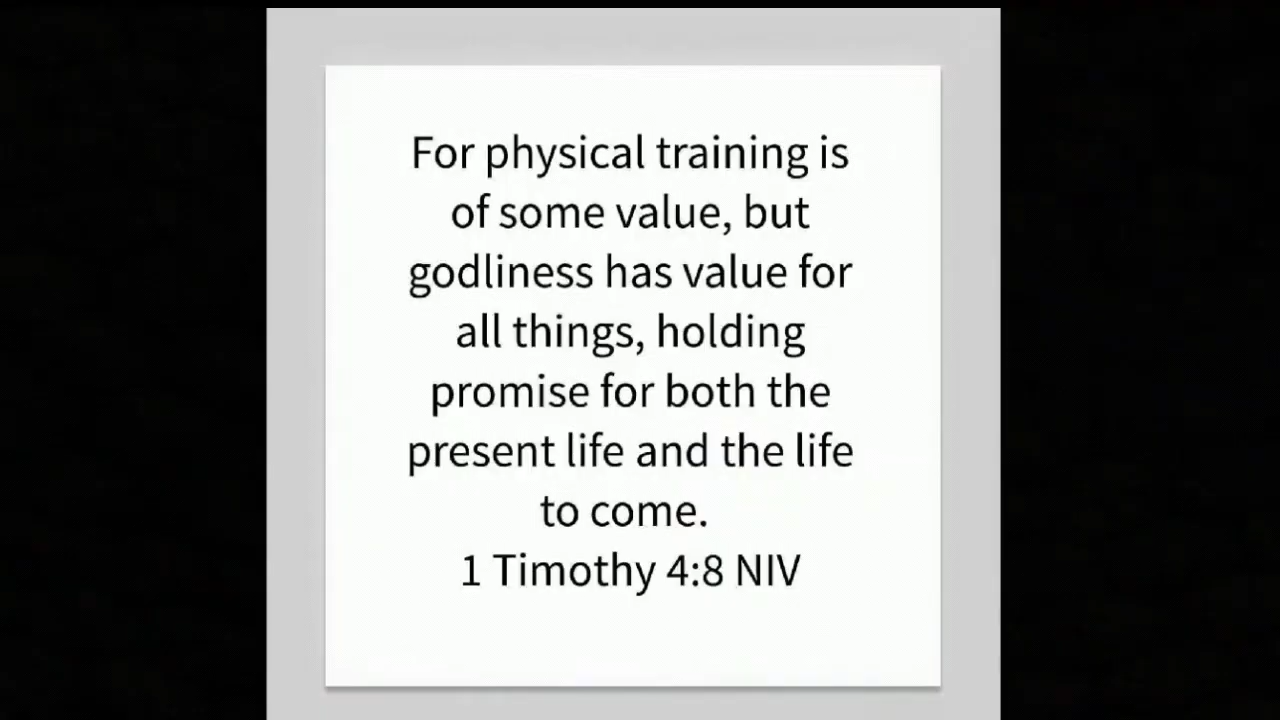 For physical training is
of some value, but
godliness has value for
all things, holding
promise for both the
present life and the life
to come.
1 Timothy 4:8 NIV